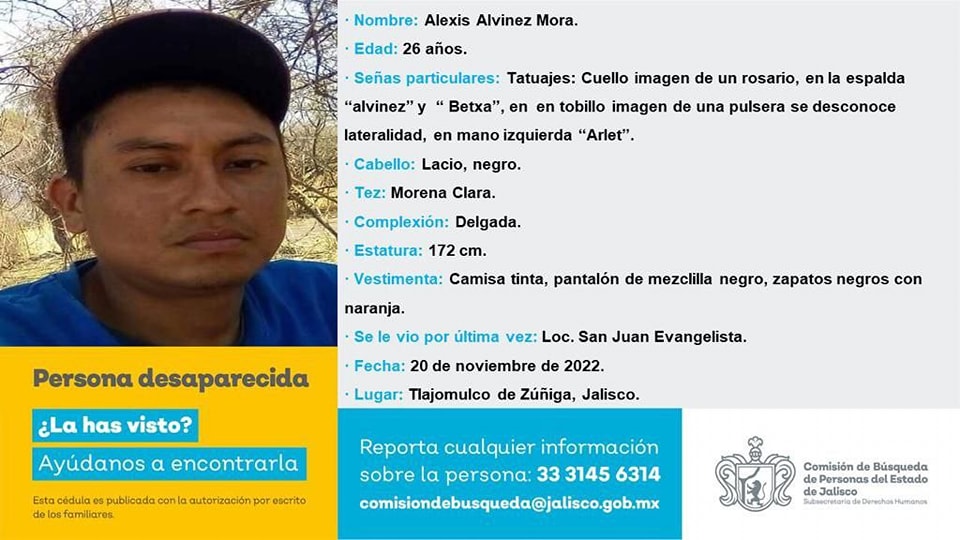 · Nombre: Alexis Alvinez Mora.
· Edad: 26 años.
· Señas particulares: Tatuajes: Cuello imagen de un rosario, en la espalda
“alvinez” y “ Betxa”, en en tobillo imagen de una pulsera se desconoce
lateralidad, en mano izquierda “Arlet”.
· Cabello: Lacio, negro.
· Tez: Morena Clara.
· Complexión: Delgada.
· Estatura: 172 cm.
· Vestimenta: Camisa tinta, pantalón de mezclilla negro, zapatos negros con
naranja.
· Se le vio por última vez: Loc. San Juan Evangelista.
· Fecha: 20 de noviembre de 2022.
· Lugar: Tlajomulco de Zúñiga, Jalisco.
Persona desaparecida
¿La has visto?
Ayúdanos a encontrarla
Esta cédula es publicada con la autorización por escrito
de los familiares.
Reporta cualquier información
sobre la persona: 33 3145 6314
comisiondebusqueda@jalisco.gob.mx
Comisión de Búsqueda
de Personas del Estado
de Jalisco
Subsecretaría de Derechos Humanos